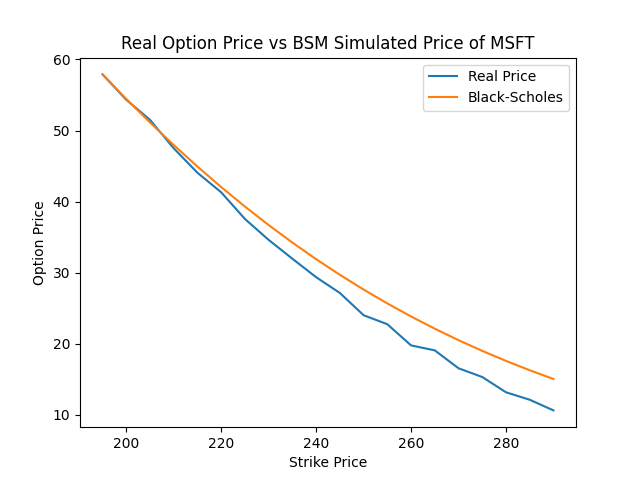 Real Option Price vs BSM Simulated Price of MSFT
Real Price
Black-Scholes
60
50
40
30
20
10
Option Price
200 220 240 260 280
Strike Price